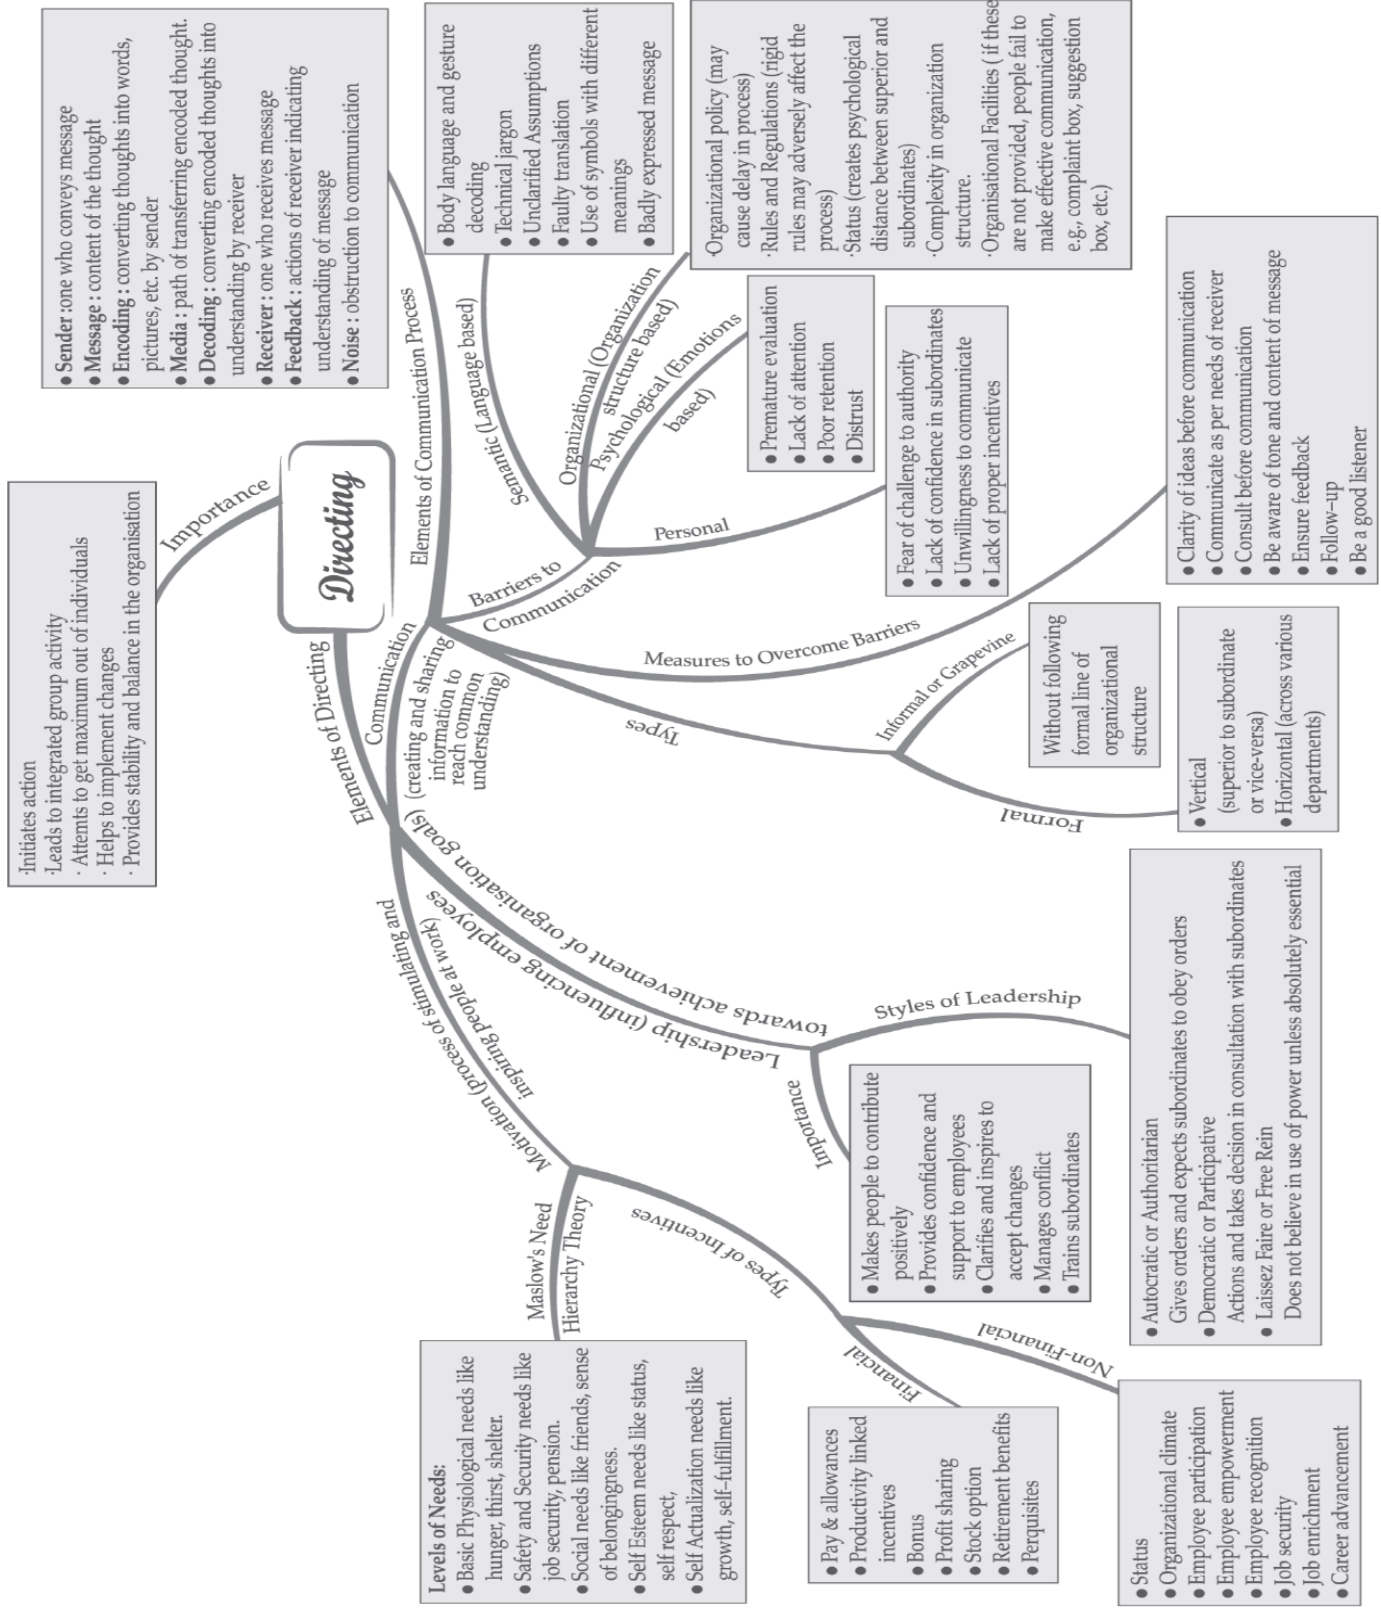 Directing
Importance
·Initiates action
·Leads to integrated group activity
· Attents to get maximum out of individuals
· Helps to implement changes
· Provides stability and balance in the organisation
Elements of Directing
Communication
(creating and sharing
information to
reach common
understanding)
Elements of Communication Process
● Sender :one who conveys message
● Message : content of the thought
● Encoding : converting thoughts into words,
pictures, etc. by sender
● Media : path of transferring encoded thought.
● Decoding : converting encoded thoughts into
understanding by receiver
● Receiver : one who receives message
● Feedback : actions of receiver indicating
understanding of message
● Noise : obstruction to communication
Barriers to
Communication
Semantic (Language based)
● Body language and gesture
decoding
● Technical jargon
● Unclarified Assumptions
● Faulty translation
● Use of symbols with different
meanings
● Badly expressed message
Organizational (Organization
structure based)
·Organizational policy (may
cause delay in process)
·Rules and Regulations (rigid
rules may adversely affect the
process)
·Status (creates psychological
distance between superior and
subordinates)
·Complexity in organization
structure.
·Organisational Facilities ( if these
are not provided, people fail to
make effective communication,
e.g., complaint box, suggestion
box, etc.)
Psychological (Emotions
based)
● Premature evaluation
● Lack of attention
● Poor retention
● Distrust
Personal
● Fear of challenge to authority
● Lack of confidence in subordinates
● Unwillingness to communicate
● Lack of proper incentives
Measures to Overcome Barriers
● Clarity of ideas before communication
● Communicate as per needs of receiver
● Consult before communication
● Be aware of tone and content of message
● Ensure feedback
● Follow–up
● Be a good listener
Types
Informal or Grapevine
Without following
formal line of
organizational
structure
Formal
● Vertical
(superior to subordinate
or vice-versa)
● Horizontal (across various
departments)
Leadership (influencing employees
towards achievement of organisation goals)
Styles of Leadership
● Autocratic or Authoritarian
Gives orders and expects subordinates to obey orders
● Democratic or Participative
Actions and takes decision in consultation with subordinates
● Laissez Faire or Free Rein
Does not believe in use of power unless absolutely essential
Importance
● Makes people to contribute
positively
● Provides confidence and
support to employees
● Clarifies and inspires to
accept changes
● Manages conflict
● Trains subordinates
Motivation (process of stimulating and
inspiring people at work)
Maslow's Need
Hierarchy Theory
Levels of Needs:
● Basic Physiological needs like
hunger, thirst, shelter.
● Safety and Security needs like
job security, pension.
● Social needs like friends, sense
of belongingness.
● Self Esteem needs like status,
self respect,
● Self Actualization needs like
growth, self–fulfillment.
Types of Incentives
Financial
● Pay & allowances
● Productivity linked
incentives
● Bonus
● Profit sharing
● Stock option
● Retirement benefits
● Perquisites
Non-Financial
● Status
● Organizational climate
● Employee participation
● Employee empowerment
● Employee recognition
● Job security
● Job enrichment
● Career advancement